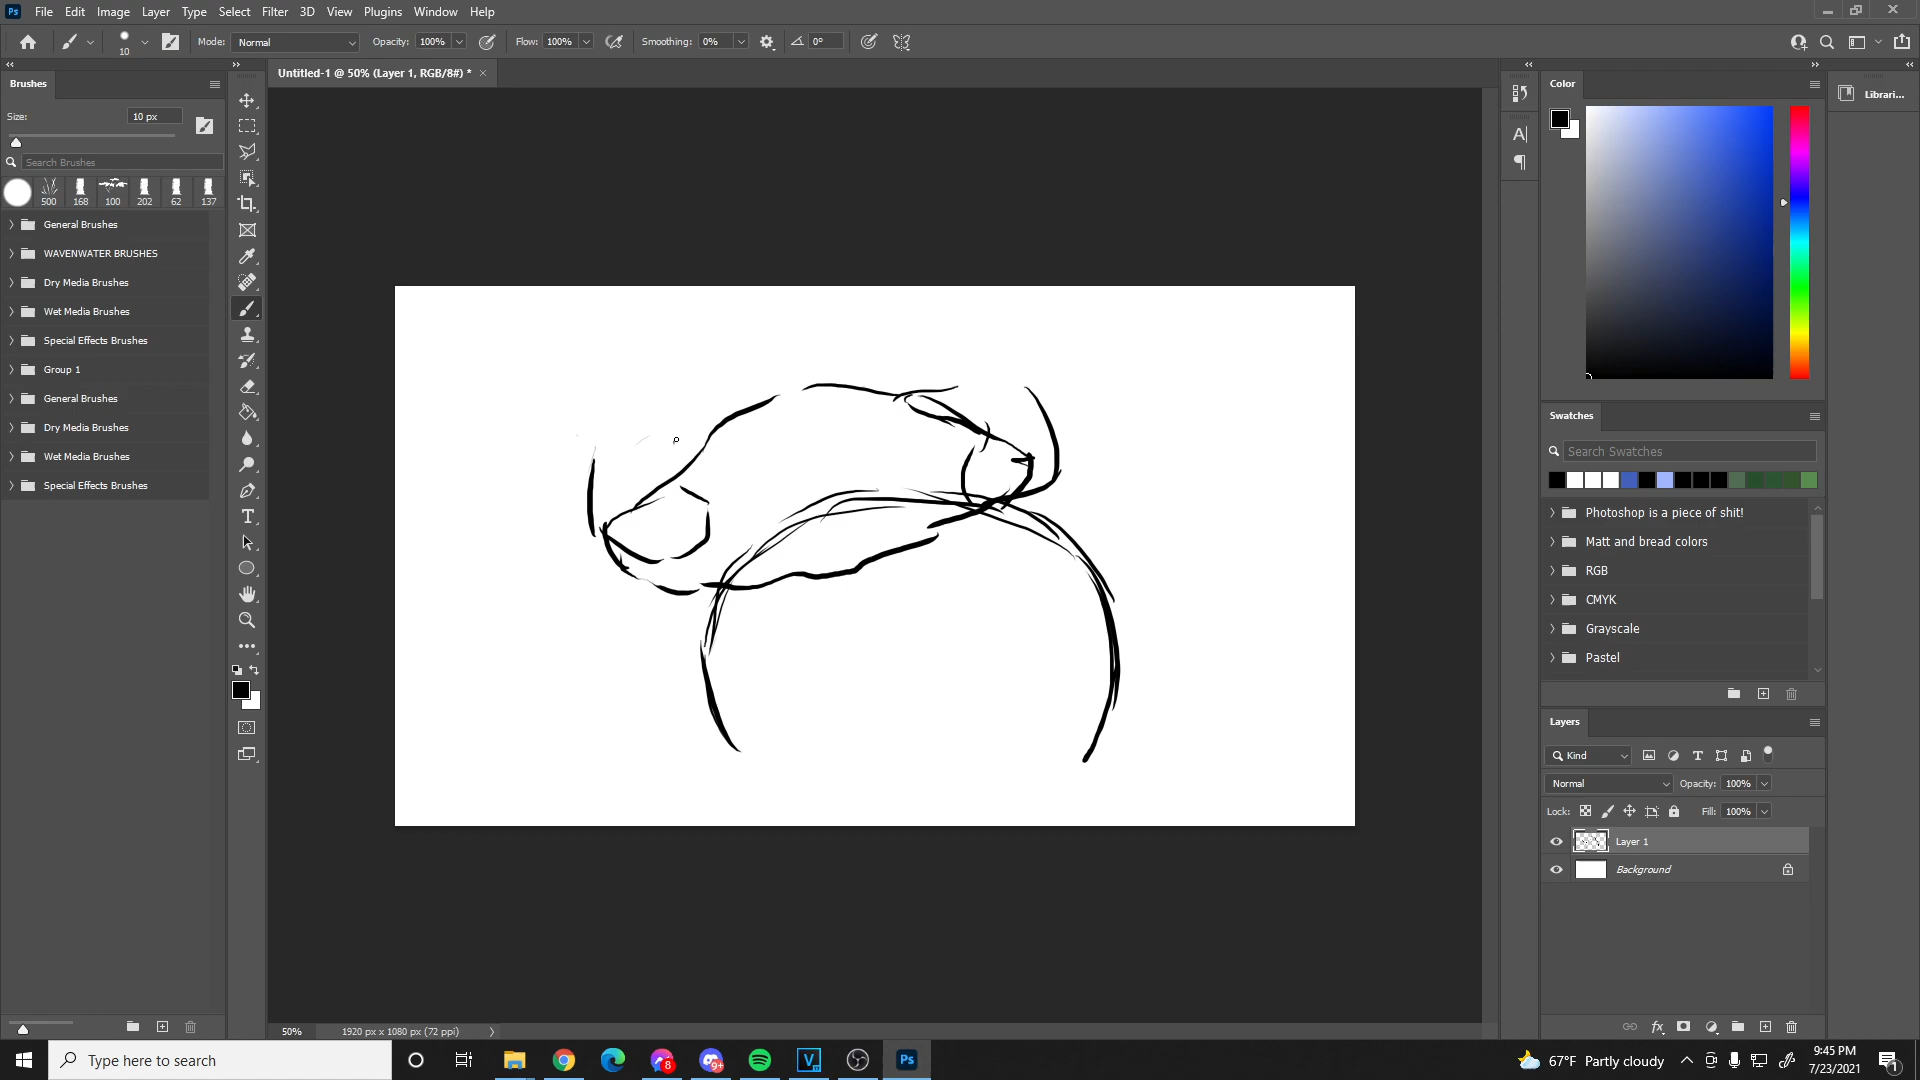 Ps File Edit Image Layer Type Select Filter 3D View Plugins Window Help
10 Mode: Normal Opacity: 100% Flow: 100% Smoothing: 0% 0°
Brushes
Size: 10 px
Search Brushes
500 168 100 202 62 137
General Brushes
WAVENWATER BRUSHES
Dry Media Brushes
Wet Media Brushes
Special Effects Brushes
Group 1
General Brushes
Dry Media Brushes
Wet Media Brushes
Special Effects Brushes
Untitled-1 @ 50% (Layer 1, RGB/8#) *
50% 1920 px x 1080 px (72 ppi)
Color
Librari...
Swatches
Search Swatches
Photoshop is a piece of shit!
Matt and bread colors
RGB
CMYK
Grayscale
Pastel
Layers
Kind
Normal Opacity: 100%
Lock: Fill: 100%
Layer 1
Background
Type here to search
8 9+ V Ps
67°F Partly cloudy
9:45 PM
7/23/2021
1